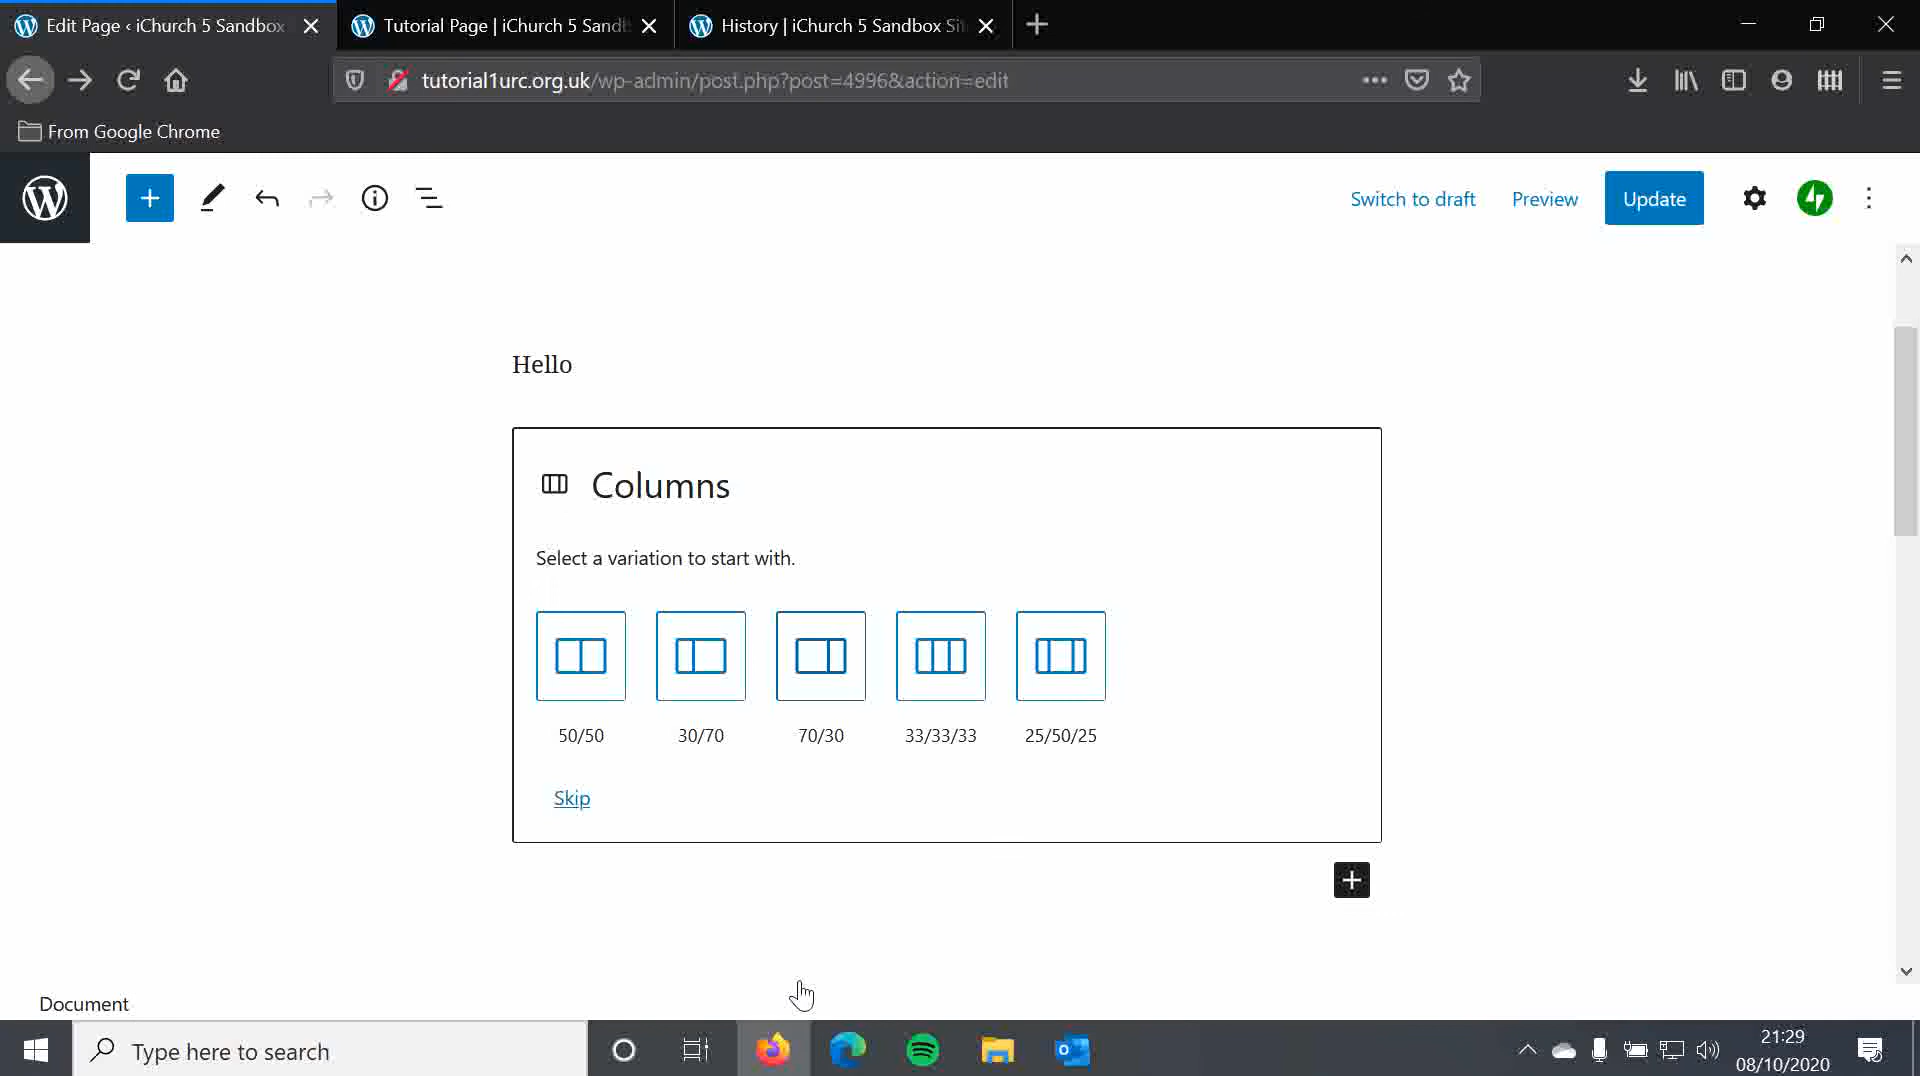 Edit Page ‹ iChurch 5 Sandbox
Tutorial Page | iChurch 5 Sandb
History | iChurch 5 Sandbox Sit
tutorial1urc.org.uk/wp-admin/post.php?post=4996&action=edit
From Google Chrome
Switch to draft
Preview
Update
Hello
Columns
Select a variation to start with.
50/50
30/70
70/30
33/33/33
25/50/25
Skip
Document
Type here to search
21:29
08/10/2020